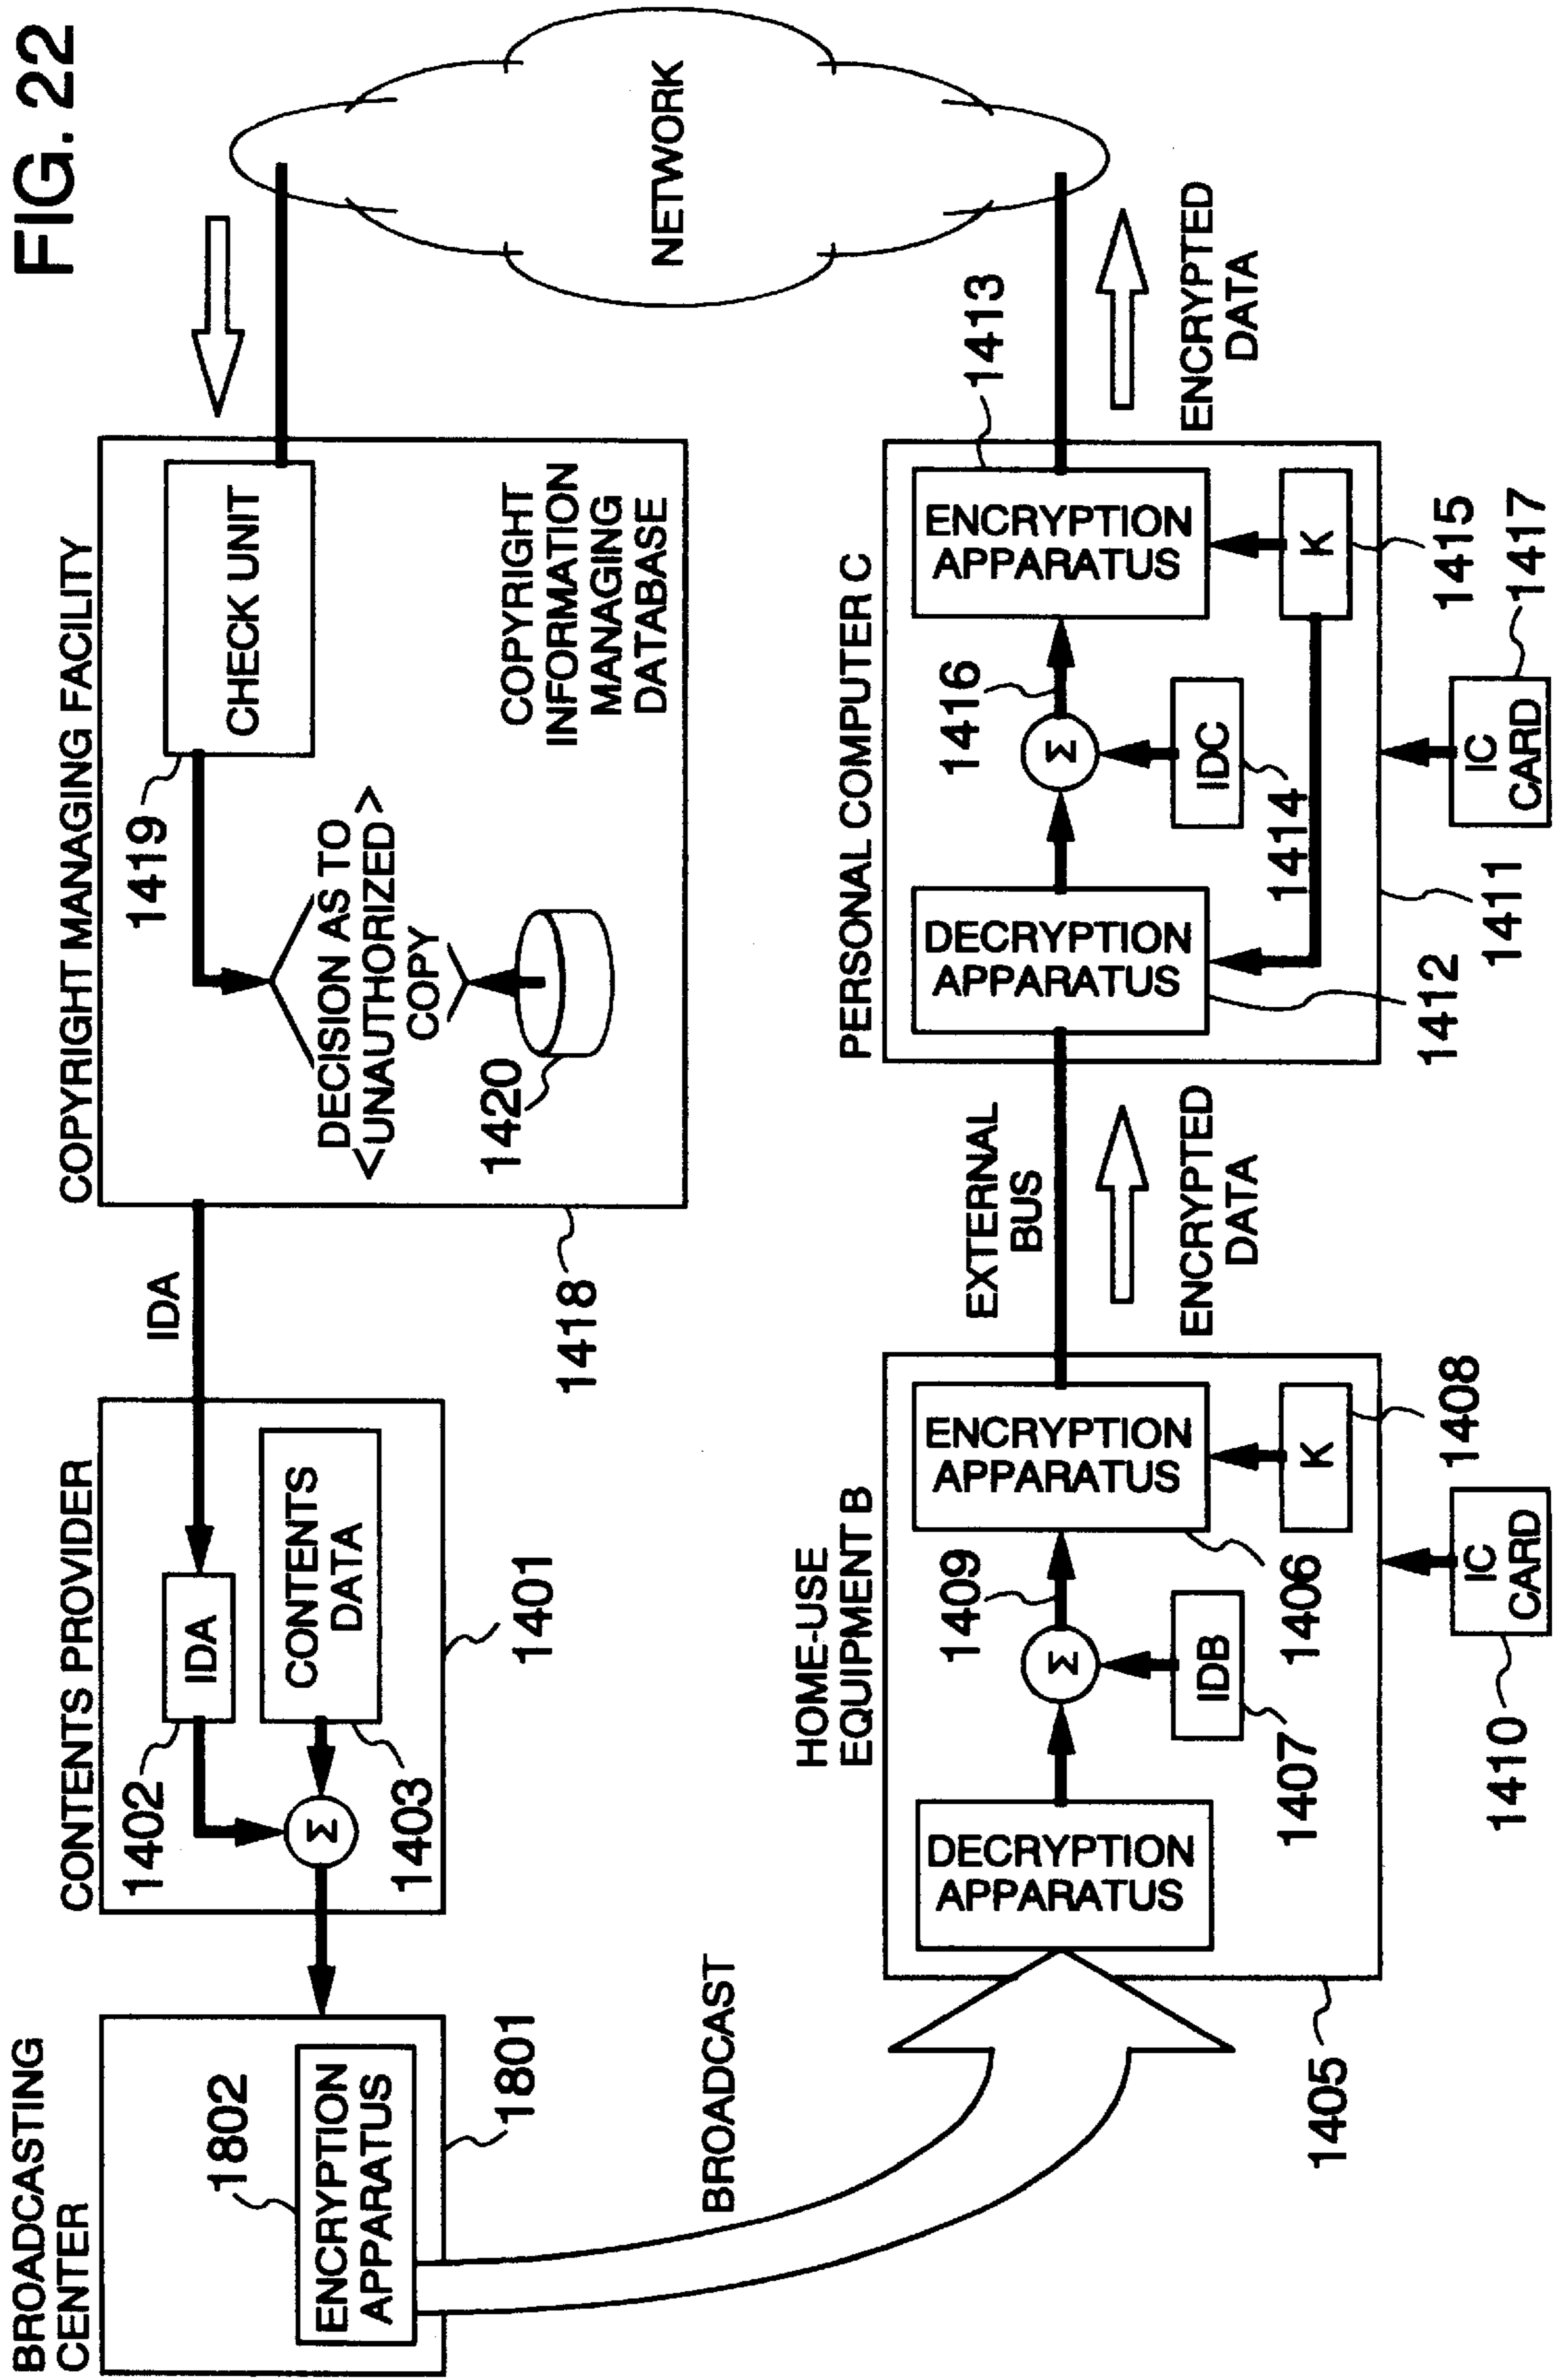 FIG. 22
BROADCASTING
CENTER
1802
ENCRYPTION
APPARATUS
1801
CONTENTS PROVIDER
1402
IDA
CONTENTS
DATA
Σ
1403
1401
IDA
COPYRIGHT MANAGING FACILITY
1419
CHECK UNIT
DECISION AS TO
<UNAUTHORIZED>
COPY
1420
COPYRIGHT
INFORMATION
MANAGING
DATABASE
1418
NETWORK
BROADCAST
HOME-USE
EQUIPMENT B
DECRYPTION
APPARATUS
1409
Σ
ENCRYPTION
APPARATUS
IDB
1407
1406
K
1408
1405
IC
CARD
1410
EXTERNAL
BUS
ENCRYPTED
DATA
PERSONAL COMPUTER C
DECRYPTION
APPARATUS
1416
Σ
ENCRYPTION
APPARATUS
1413
IDC
1414
K
1415
1412
1411
IC
CARD
1417
ENCRYPTED
DATA